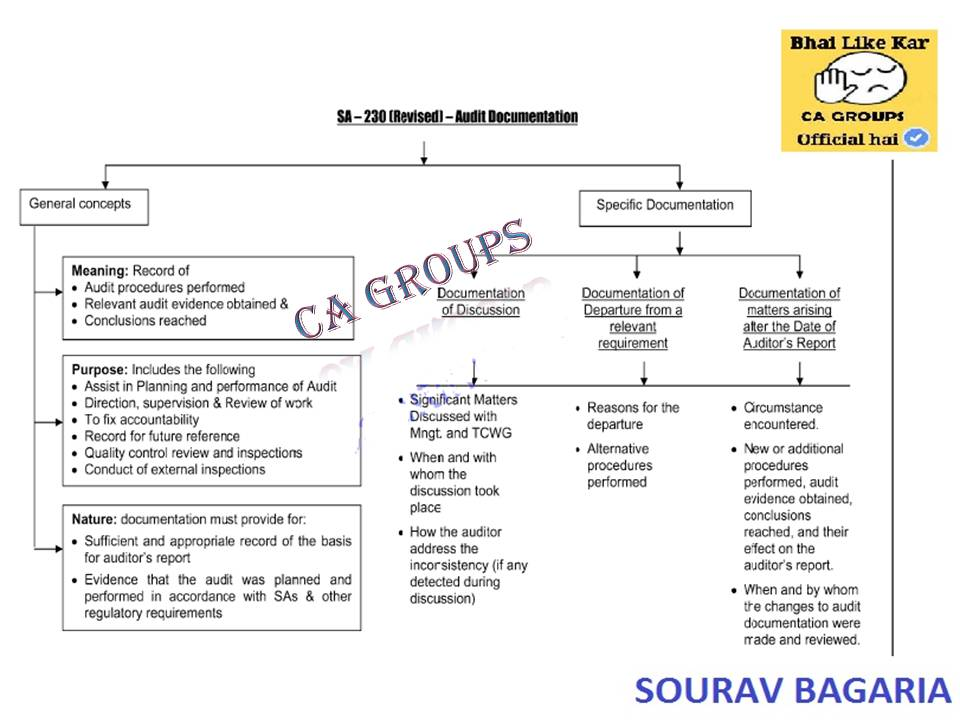 Bhai Like Kar
CA GROUPS
Official hai
SA – 230 (Revised) – Audit Documentation
General concepts
Meaning: Record of
• Audit procedures performed
• Relevant audit evidence obtained &
• Conclusions reached
Purpose: Includes the following
• Assist in Planning and performance of Audit
• Direction, supervision & Review of work
• To fix accountability
• Record for future reference
• Quality control review and inspections
• Conduct of external inspections
Nature: documentation must provide for:
• Sufficient and appropriate record of the basis
for auditor's report
• Evidence that the audit was planned and
performed in accordance with SAs & other
regulatory requirements
CA GROUPS
Specific Documentation
Documentation
of Discussion
• Significant Matters
Discussed with
Mngt. and TCWG
• When and with
whom the
discussion took
place
• How the auditor
address the
inconsistency (if any
detected during
discussion)
Documentation of
Departure from a
relevant
requirement
• Reasons for the
departure
• Alternative
procedures
performed
Documentation of
matters arising
alter the Date of
Auditor's Report
• Circumstance
encountered.
• New or additional
procedures
performed, audit
evidence obtained,
conclusions
reached, and their
effect on the
auditor's report.
• When and by whom
the changes to audit
documentation were
made and reviewed.
SOURAV BAGARIA